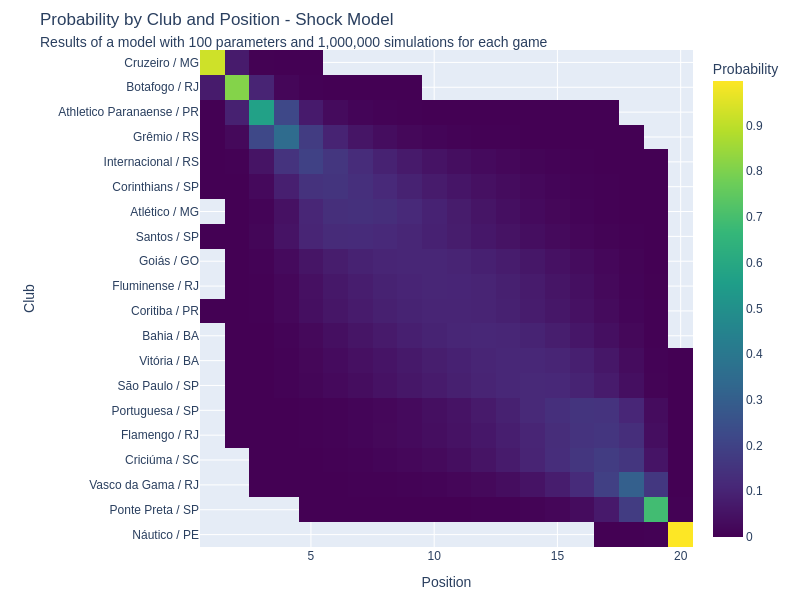 Probability by Club and Position - Shock Model
Results of a model with 100 parameters and 1,000,000 simulations for each game
Probability
Cruzeiro / MG
Botafogo / RJ
Athletico Paranaense / PR
Grêmio / RS
Internacional / RS
Corinthians / SP
Atlético / MG
Santos / SP
Goiás / GO
Fluminense / RJ
Coritiba / PR
Bahia / BA
Vitória / BA
São Paulo / SP
Portuguesa / SP
Flamengo / RJ
Criciúma / SC
Vasco da Gama / RJ
Ponte Preta / SP
Náutico / PE
Club
5
10
15
20
Position
0.9
0.8
0.7
0.6
0.5
0.4
0.3
0.2
0.1
0